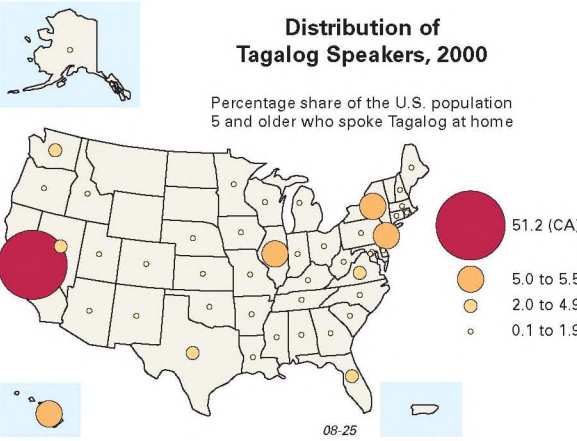 Distribution of
Tagalog Speakers, 2000
Percentage share of the U.S. population
5 and older who spoke Tagalog at home
51.2 (CA)
5.0 to 5.5
2.0 to 4.9
0.1 to 1.9
08-25